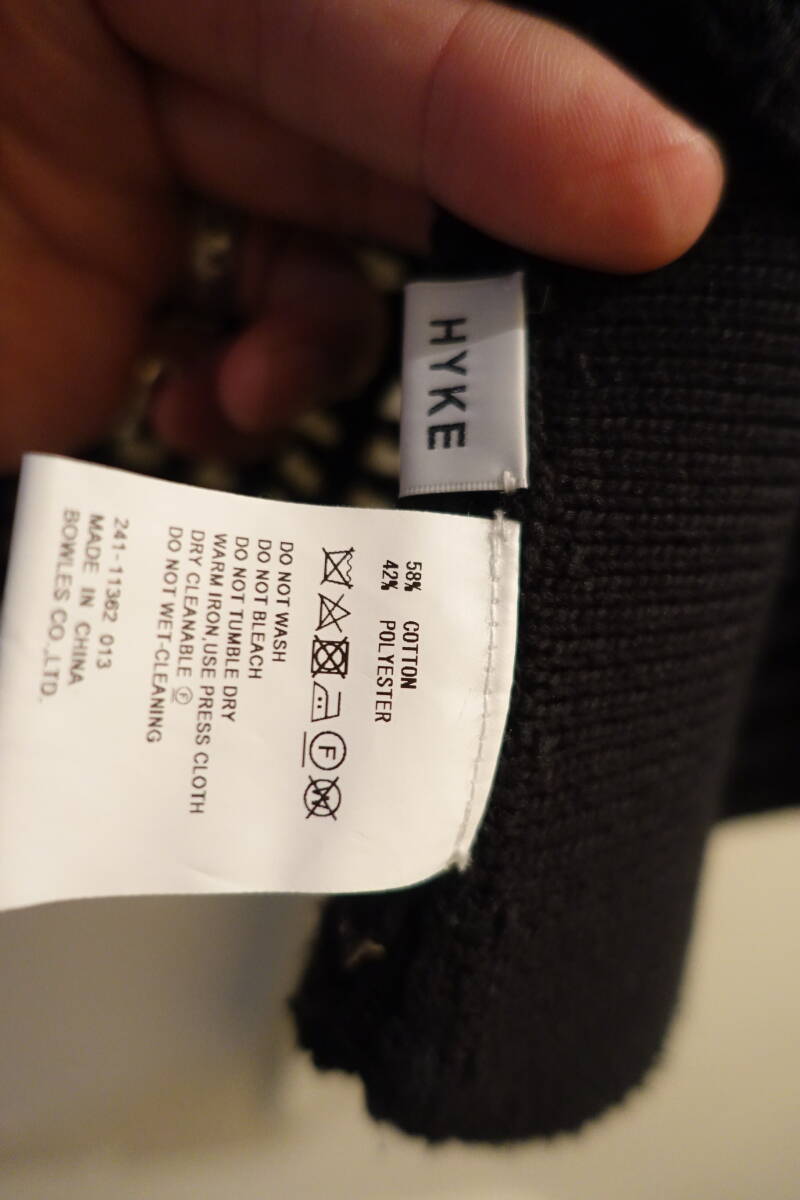 HYKE
58% COTTON
42% POLYESTER
F W
DO NOT WASH
DO NOT BLEACH
DO NOT TUMBLE DRY
WARM IRON,USE PRESS CLOTH
DRY CLEANABLE Ⓕ
DO NOT WET-CLEANING
241-11362 013
MADE IN CHINA
BOWLES CO.,LTD.